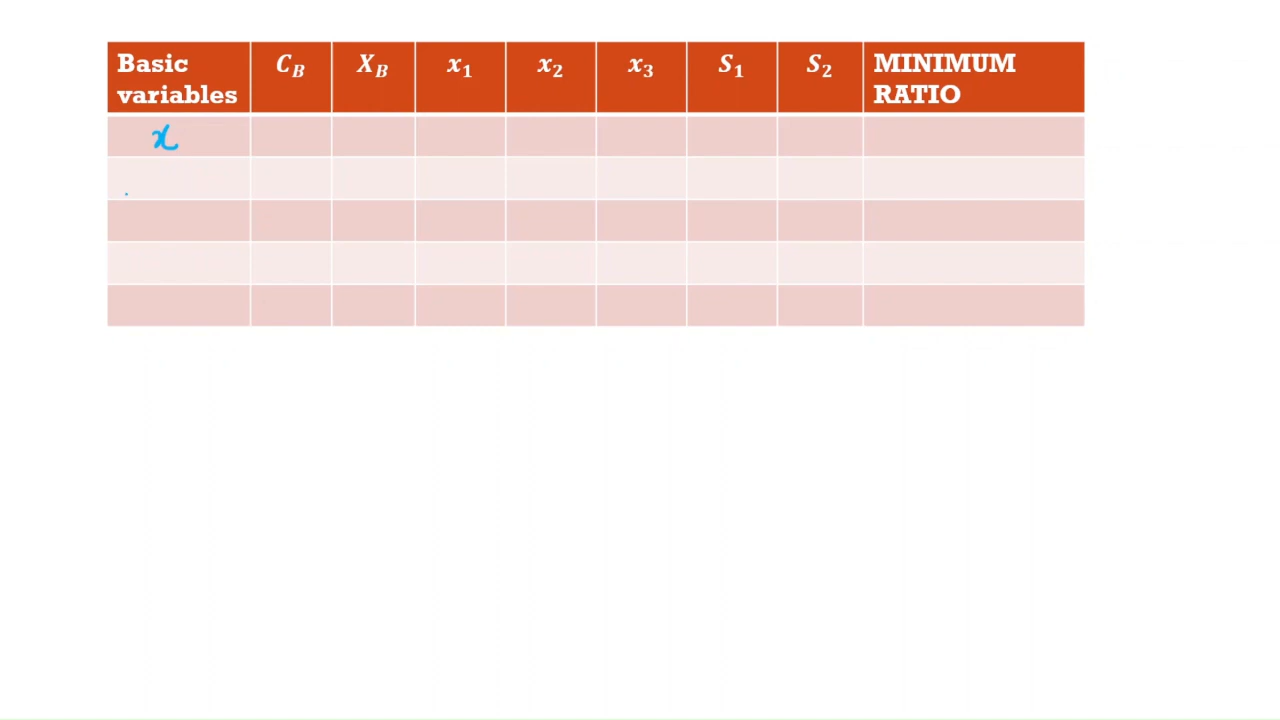 Basic variables C_B X_B x_1 x_2 x_3 S_1 S_2 MINIMUM RATIO
x